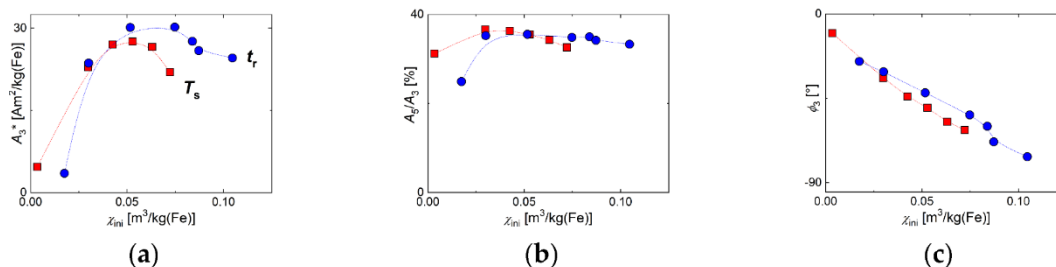 30
A₃* [Am²/kg(Fe)]
0
0.00
0.05
0.10
χini [m³/kg(Fe)]
tr
Ts
(a)
40
A₅/A₃ [%]
0
0.00
0.05
0.10
χini [m³/kg(Fe)]
(b)
0
ϕ₃ [°]
-90
0.00
0.05
0.10
χini [m³/kg(Fe)]
(c)